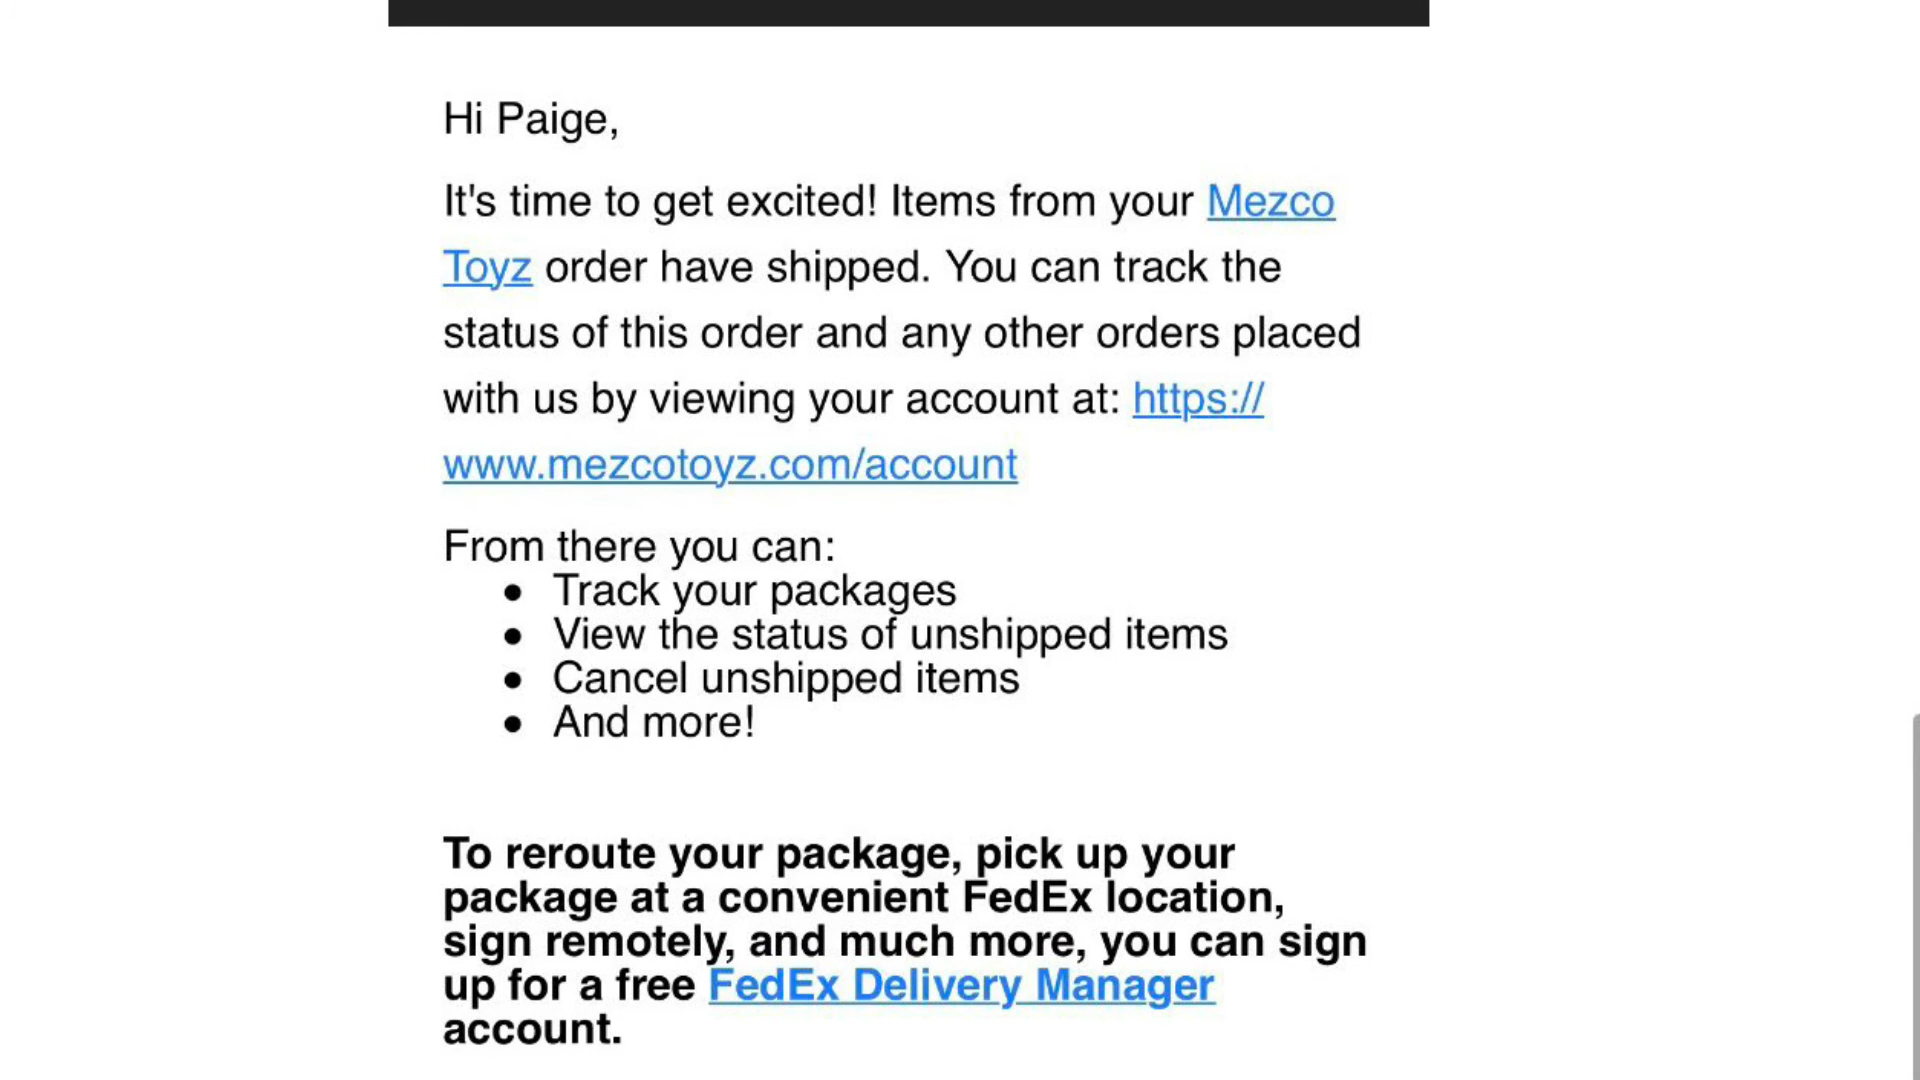 Hi Paige,
It's time to get excited! Items from your Mezco
Toyz order have shipped. You can track the
status of this order and any other orders placed
with us by viewing your account at: https://
www.mezcotoyz.com/account
From there you can:
• Track your packages
• View the status of unshipped items
• Cancel unshipped items
• And more!
To reroute your package, pick up your
package at a convenient FedEx location,
sign remotely, and much more, you can sign
up for a free FedEx Delivery Manager
account.